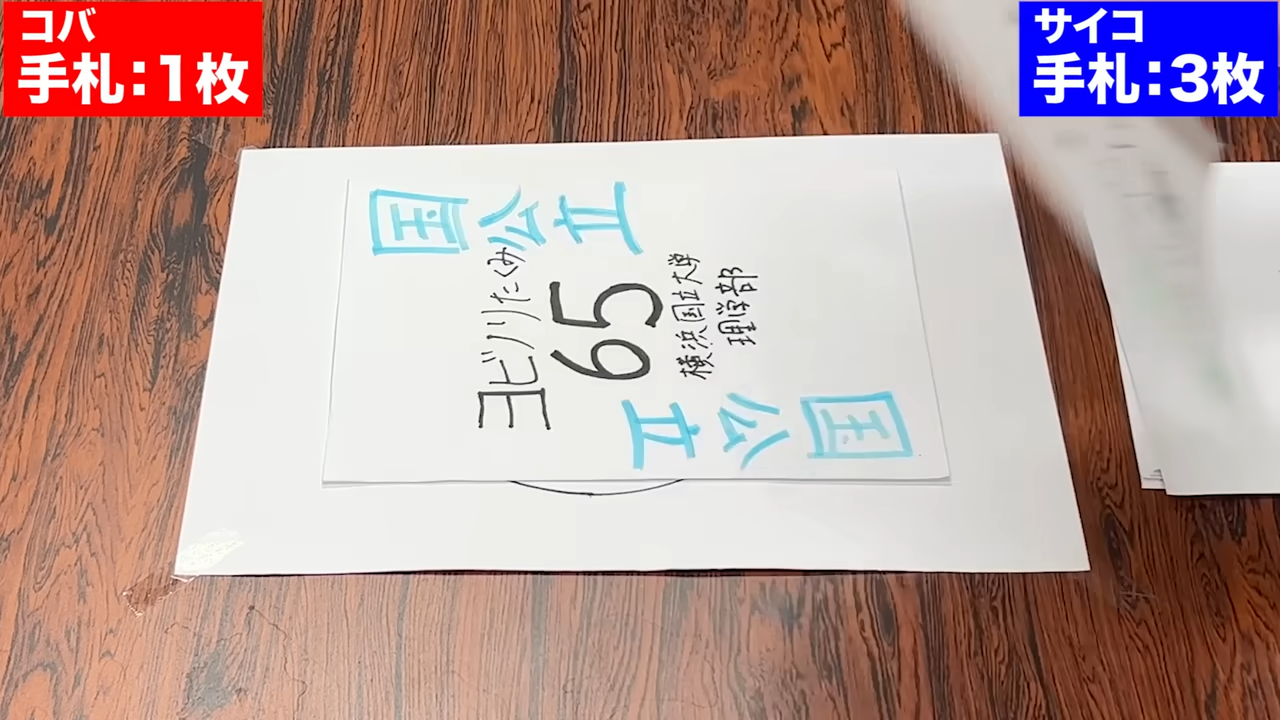 コバ
手札:1枚
サイコ
手札:3枚
国公立
ヨビノリたくみ
65
横浜国立大学
理学部
国公立